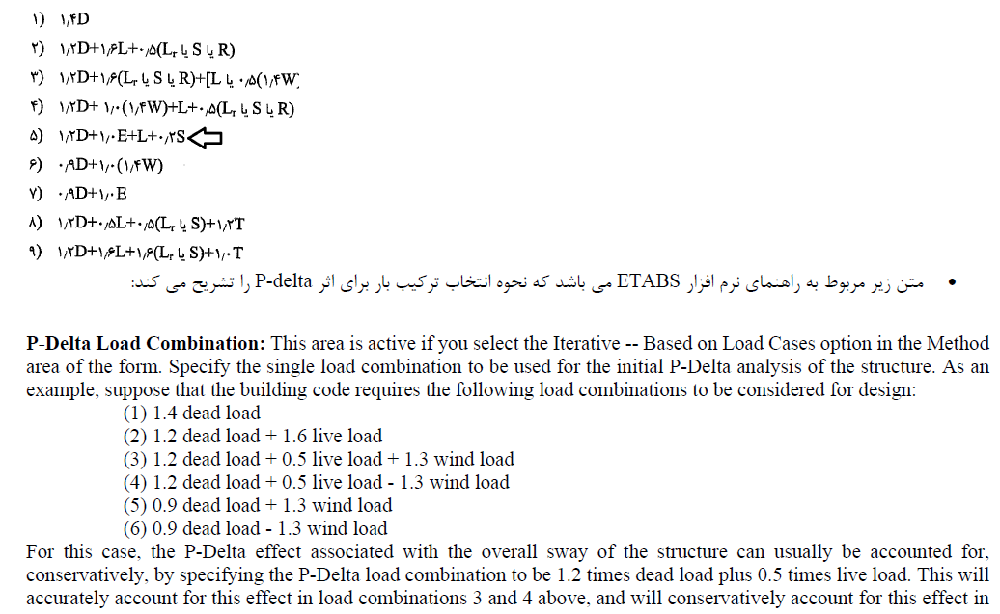 ۱) ۱٫۴D
۲) ۱٫۲D+۱٫۶L+۰٫۵(Lr یا S یا R)
۳) ۱٫۲D+۱٫۶(Lr یا S یا R)+[L یا ۰٫۵(۱٫۴W]
۴) ۱٫۲D+ ۱٫۰(۱٫۴W)+L+۰٫۵(Lr یا S یا R)
۵) ۱٫۲D+۱٫۰E+L+۰٫۲S
۶) ۰٫۹D+۱٫۰(۱٫۴W)
۷) ۰٫۹D+۱٫۰E
۸) ۱٫۲D+۰٫۵L+۰٫۵(Lr یا S)+۱٫۲T
۹) ۱٫۲D+۱٫۶L+۱٫۶(Lr یا S)+۱٫۰T
• متن زیر مربوط به راهنمای نرم افزار ETABS می باشد که نحوه انتخاب ترکیب بار برای اثر P-delta را تشریح می کند:
P-Delta Load Combination: This area is active if you select the Iterative -- Based on Load Cases option in the Method
area of the form. Specify the single load combination to be used for the initial P-Delta analysis of the structure. As an
example, suppose that the building code requires the following load combinations to be considered for design:
(1) 1.4 dead load
(2) 1.2 dead load + 1.6 live load
(3) 1.2 dead load + 0.5 live load + 1.3 wind load
(4) 1.2 dead load + 0.5 live load - 1.3 wind load
(5) 0.9 dead load + 1.3 wind load
(6) 0.9 dead load - 1.3 wind load
For this case, the P-Delta effect associated with the overall sway of the structure can usually be accounted for,
conservatively, by specifying the P-Delta load combination to be 1.2 times dead load plus 0.5 times live load. This will
accurately account for this effect in load combinations 3 and 4 above, and will conservatively account for this effect in